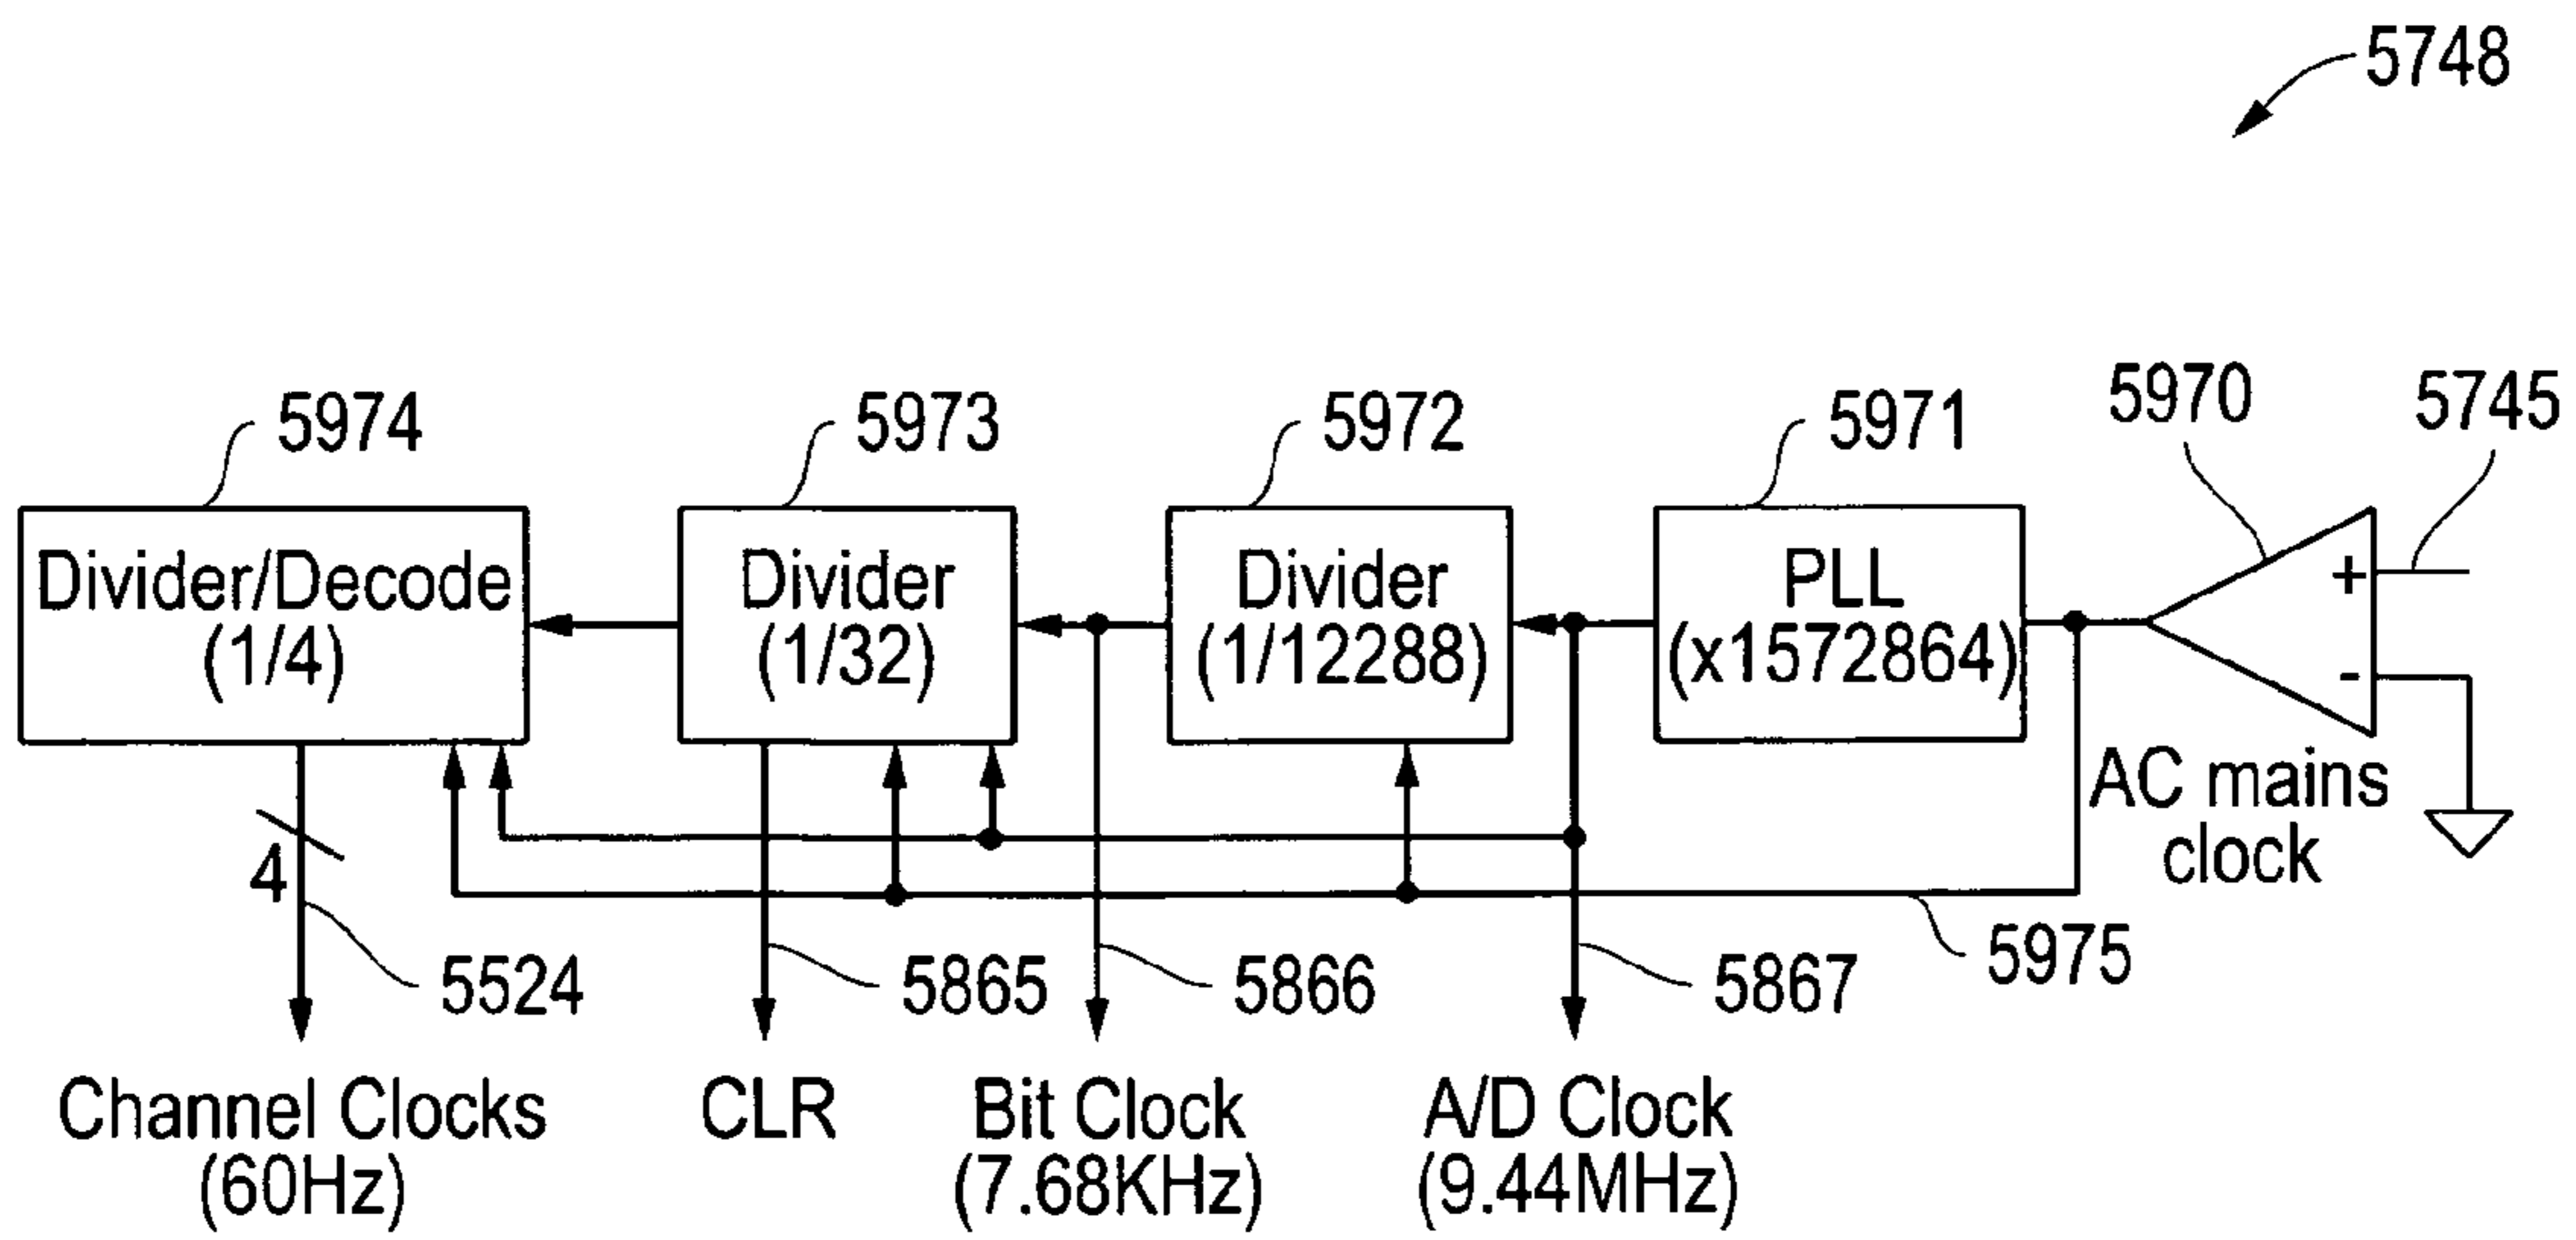 5748
5974
5973
5972
5971
5970
5745
Divider/Decode
(1/4)
Divider
(1/32)
Divider
(1/12288)
PLL
(x1572864)
+
-
AC mains
clock
4
5524
5865
5866
5867
5975
Channel Clocks
(60Hz)
CLR
Bit Clock
(7.68KHz)
A/D Clock
(9.44MHz)